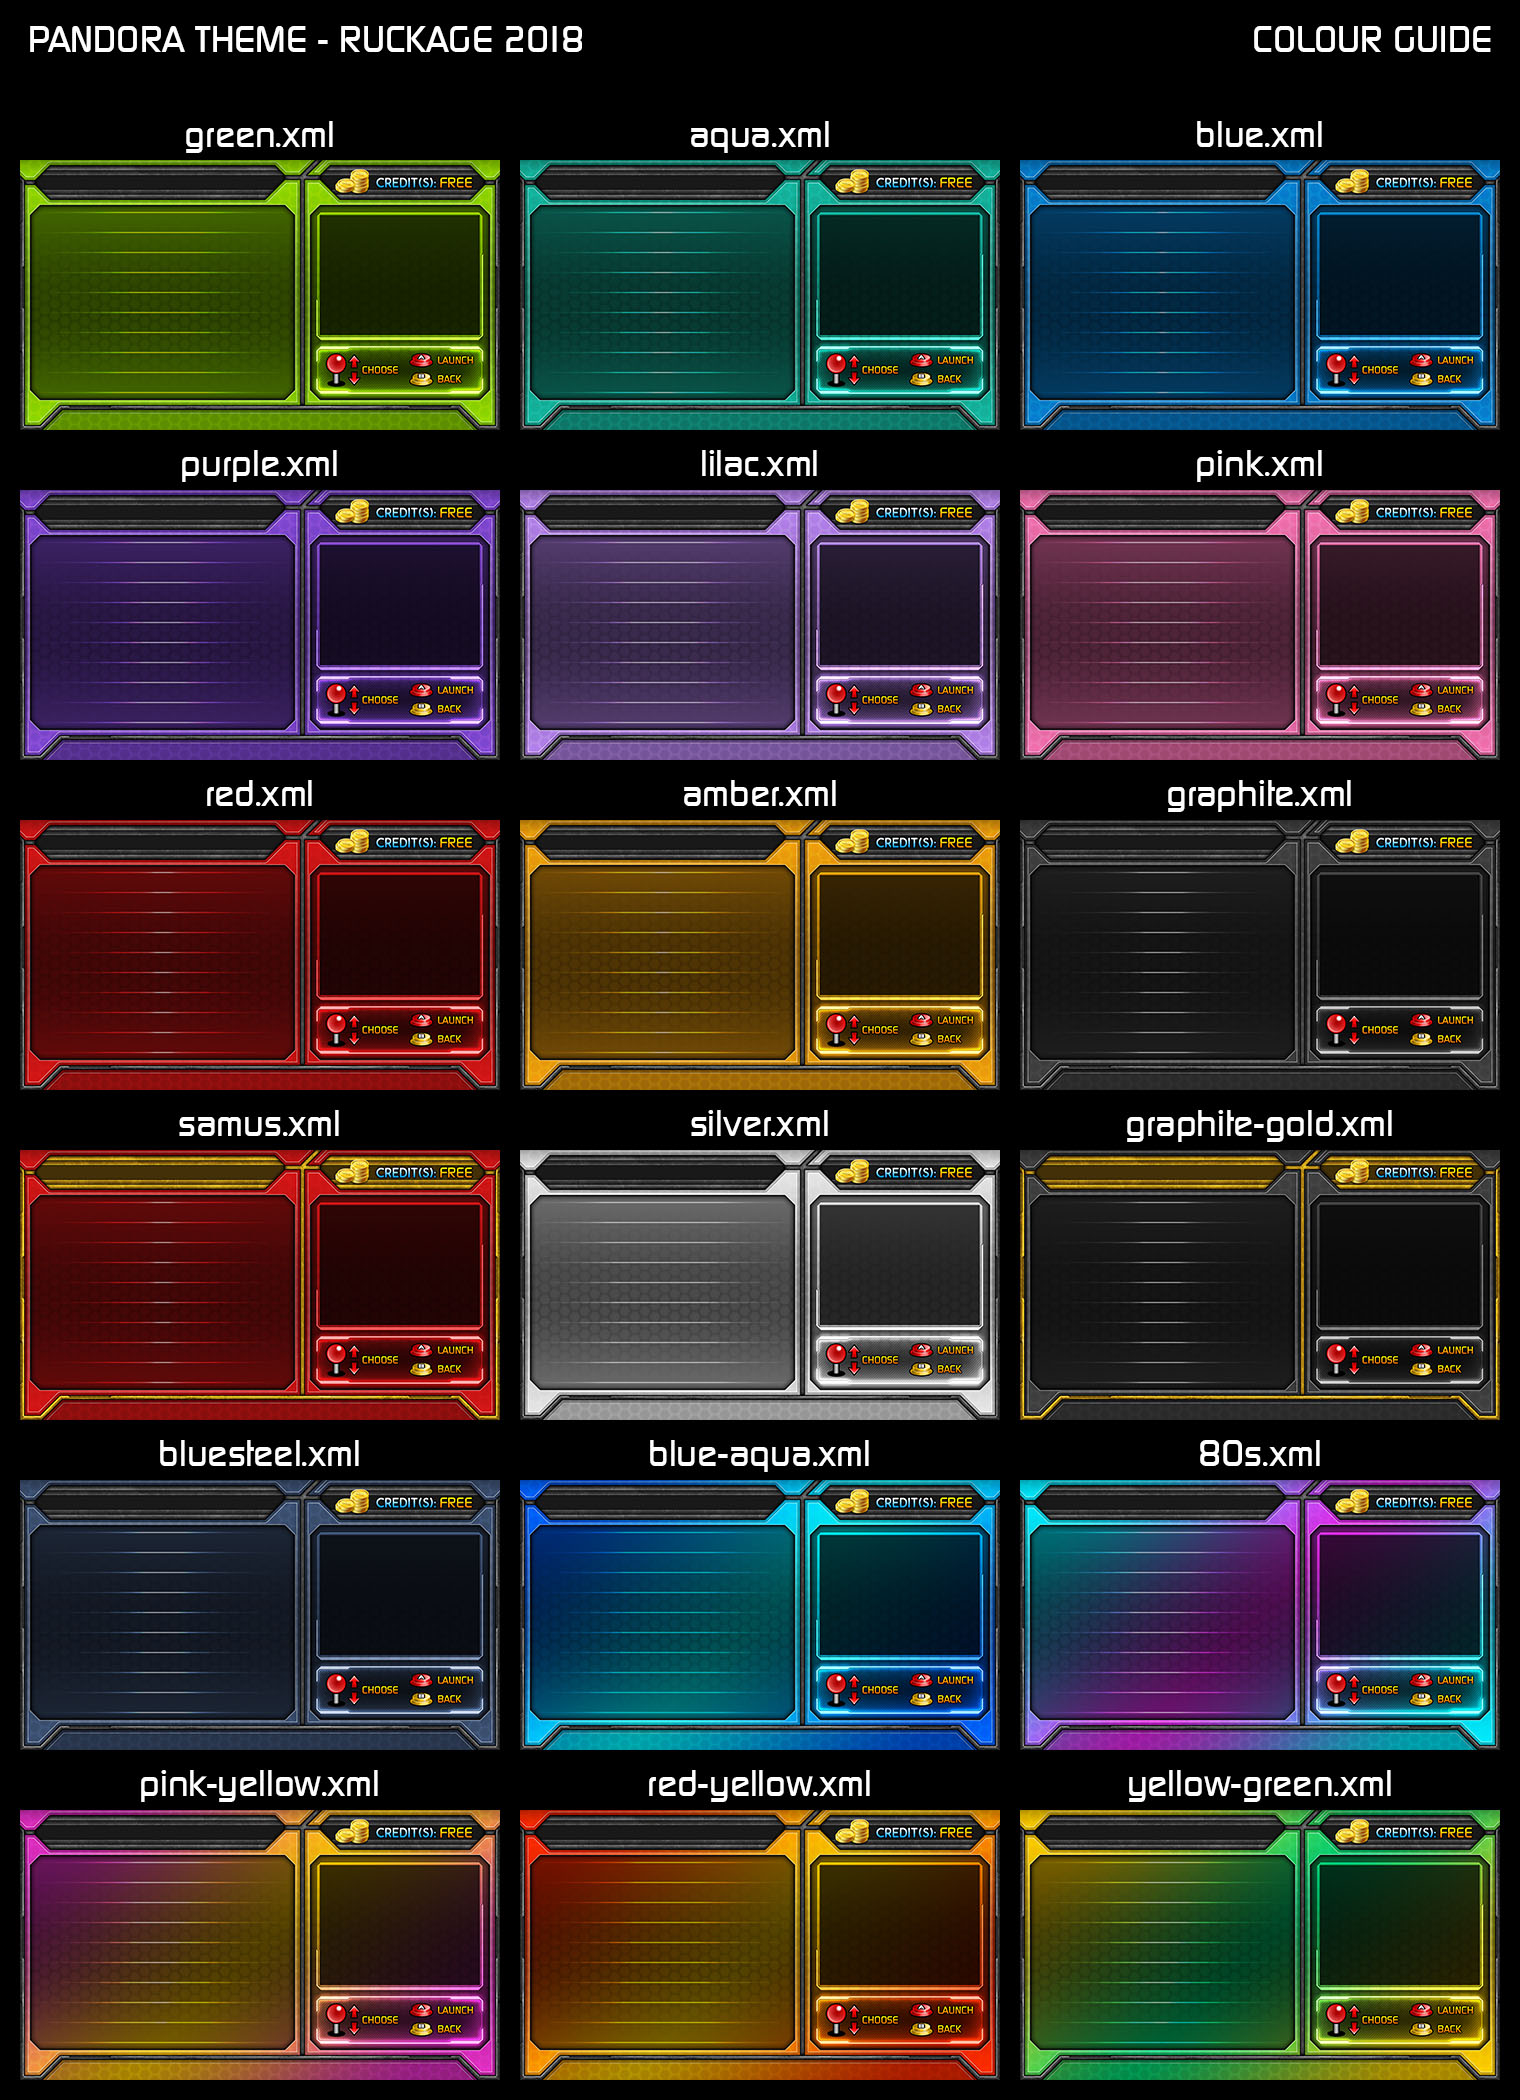 PANDORA THEME - RUCKAGE 2018 COLOUR GUIDE
green.xml aqua.xml blue.xml
CREDIT(S): FREE CREDIT(S): FREE CREDIT(S): FREE
CHOOSE LAUNCH CHOOSE LAUNCH CHOOSE LAUNCH
BACK BACK BACK
purple.xml lilac.xml pink.xml
CREDIT(S): FREE CREDIT(S): FREE CREDIT(S): FREE
CHOOSE LAUNCH CHOOSE LAUNCH CHOOSE LAUNCH
BACK BACK BACK
red.xml amber.xml graphite.xml
CREDIT(S): FREE CREDIT(S): FREE CREDIT(S): FREE
CHOOSE LAUNCH CHOOSE LAUNCH CHOOSE LAUNCH
BACK BACK BACK
samus.xml silver.xml graphite-gold.xml
CREDIT(S): FREE CREDIT(S): FREE CREDIT(S): FREE
CHOOSE LAUNCH CHOOSE LAUNCH CHOOSE LAUNCH
BACK BACK BACK
bluesteel.xml blue-aqua.xml 80s.xml
CREDIT(S): FREE CREDIT(S): FREE CREDIT(S): FREE
CHOOSE LAUNCH CHOOSE LAUNCH CHOOSE LAUNCH
BACK BACK BACK
pink-yellow.xml red-yellow.xml yellow-green.xml
CREDIT(S): FREE CREDIT(S): FREE CREDIT(S): FREE
CHOOSE LAUNCH CHOOSE LAUNCH CHOOSE LAUNCH
BACK BACK BACK